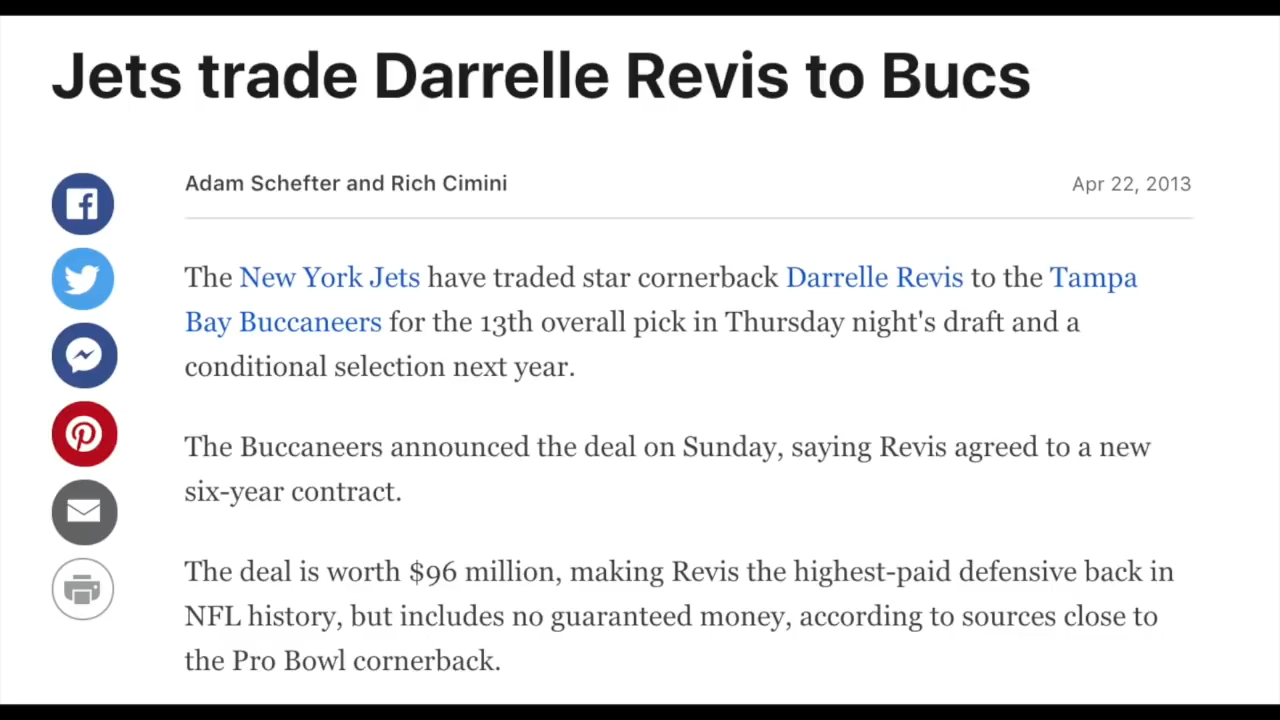 Jets trade Darrelle Revis to Bucs
Adam Schefter and Rich Cimini
Apr 22, 2013
The New York Jets have traded star cornerback Darrelle Revis to the Tampa
Bay Buccaneers for the 13th overall pick in Thursday night's draft and a
conditional selection next year.
The Buccaneers announced the deal on Sunday, saying Revis agreed to a new
six-year contract.
The deal is worth $96 million, making Revis the highest-paid defensive back in
NFL history, but includes no guaranteed money, according to sources close to
the Pro Bowl cornerback.